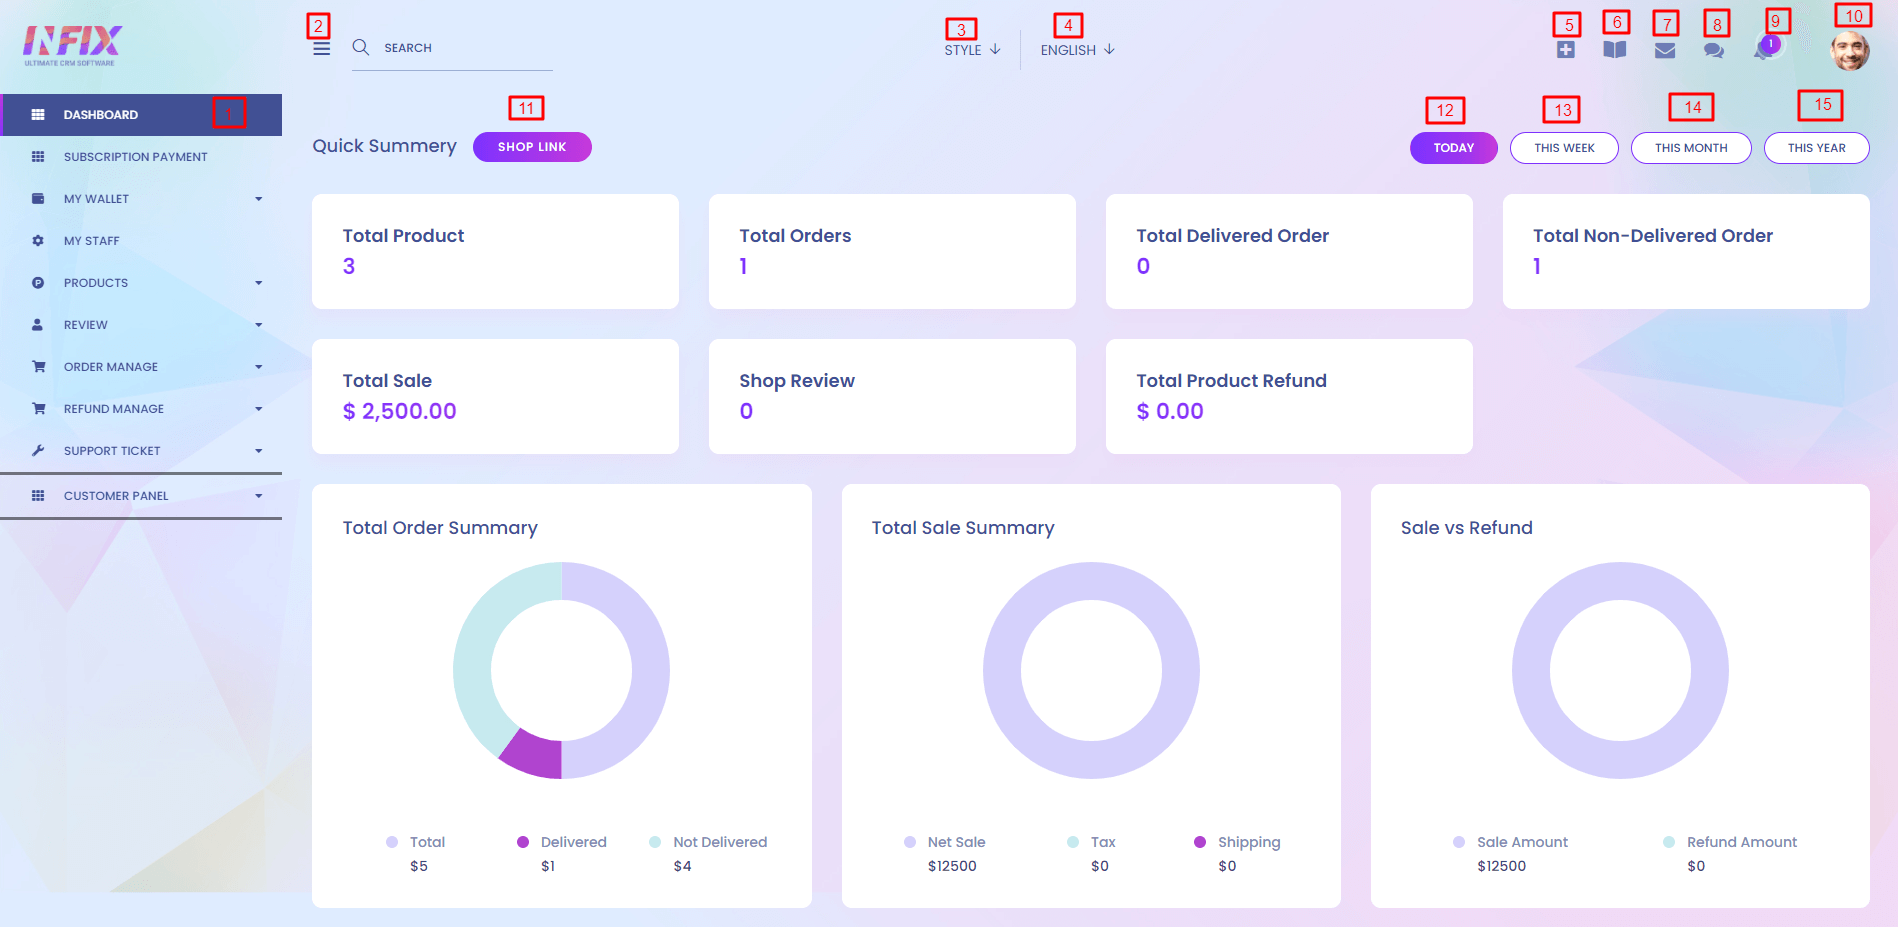 INFIX
ULTIMATE CRM SOFTWARE
2
SEARCH
3
STYLE
4
ENGLISH
5
6
7
8
9
1
10
DASHBOARD
1
SUBSCRIPTION PAYMENT
MY WALLET
MY STAFF
PRODUCTS
REVIEW
ORDER MANAGE
REFUND MANAGE
SUPPORT TICKET
CUSTOMER PANEL
11
Quick Summery
SHOP LINK
12
TODAY
13
THIS WEEK
14
THIS MONTH
15
THIS YEAR
Total Product
3
Total Orders
1
Total Delivered Order
0
Total Non-Delivered Order
1
Total Sale
$ 2,500.00
Shop Review
0
Total Product Refund
$ 0.00
Total Order Summary
Total
$5
Delivered
$1
Not Delivered
$4
Total Sale Summary
Net Sale
$12500
Tax
$0
Shipping
$0
Sale vs Refund
Sale Amount
$12500
Refund Amount
$0